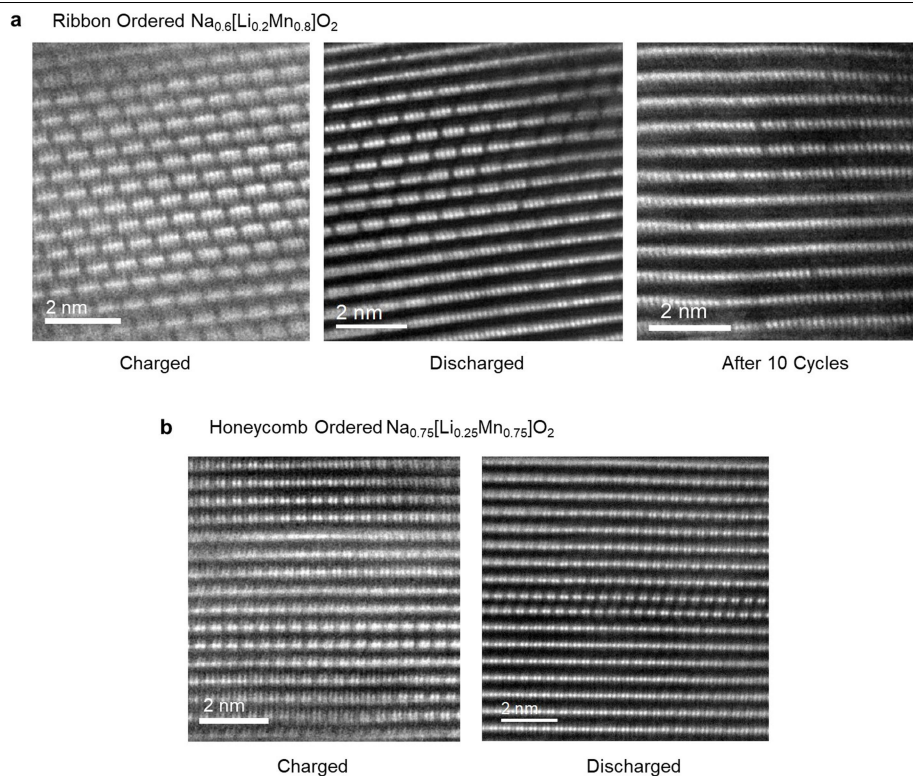 a Ribbon Ordered Na₀.₆[Li₀.₂Mn₀.₈]O₂
2 nm 2 nm 2 nm
Charged Discharged After 10 Cycles
b Honeycomb Ordered Na₀.₇₅[Li₀.₂₅Mn₀.₇₅]O₂
2 nm 2 nm
Charged Discharged